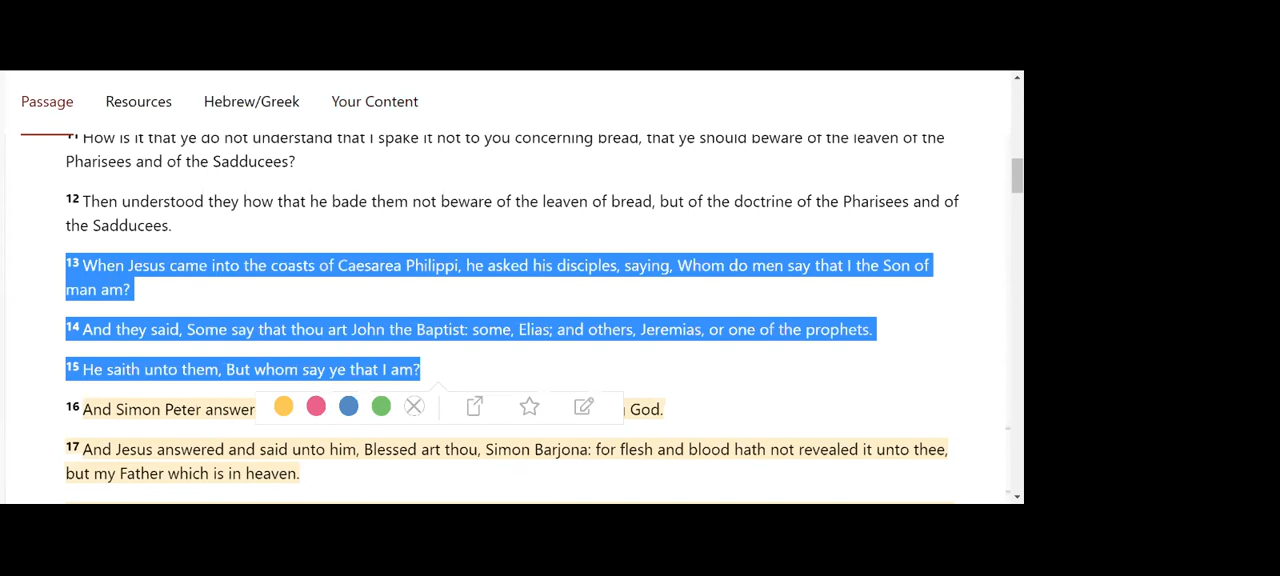 Passage Resources Hebrew/Greek Your Content
11 How is it that ye do not understand that I spake it not to you concerning bread, that ye should beware of the leaven of the
Pharisees and of the Sadducees?
12 Then understood they how that he bade them not beware of the leaven of bread, but of the doctrine of the Pharisees and of
the Sadducees.
13 When Jesus came into the coasts of Caesarea Philippi, he asked his disciples, saying, Whom do men say that I the Son of
man am?
14 And they said, Some say that thou art John the Baptist: some, Elias; and others, Jeremias, or one of the prophets.
15 He saith unto them, But whom say ye that I am?
16 And Simon Peter answer God.
17 And Jesus answered and said unto him, Blessed art thou, Simon Barjona: for flesh and blood hath not revealed it unto thee,
but my Father which is in heaven.